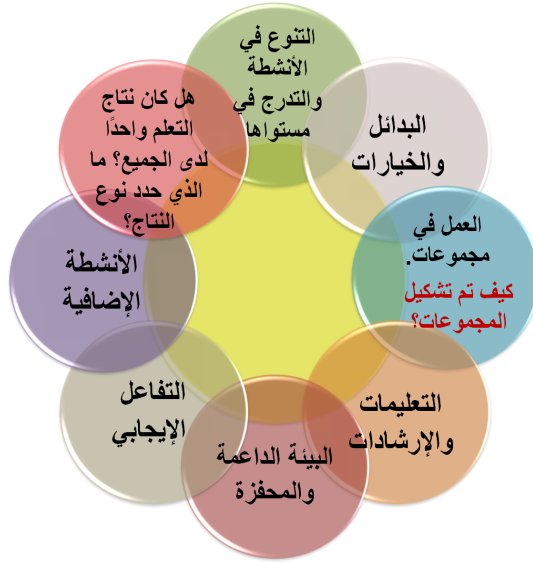 التنوع في
الأنشطة
والتدرج في
مستواها
البدائل
والخيارات
العمل في
مجموعات.
كيف تم تشكيل
المجموعات؟
التعليمات
والإرشادات
البيئة الداعمة
والمحفزة
التفاعل
الإيجابي
الأنشطة
الإضافية
هل كان نتاج
التعلم واحدًا
لدى الجميع؟ ما
الذي حدد نوع
النتاج؟